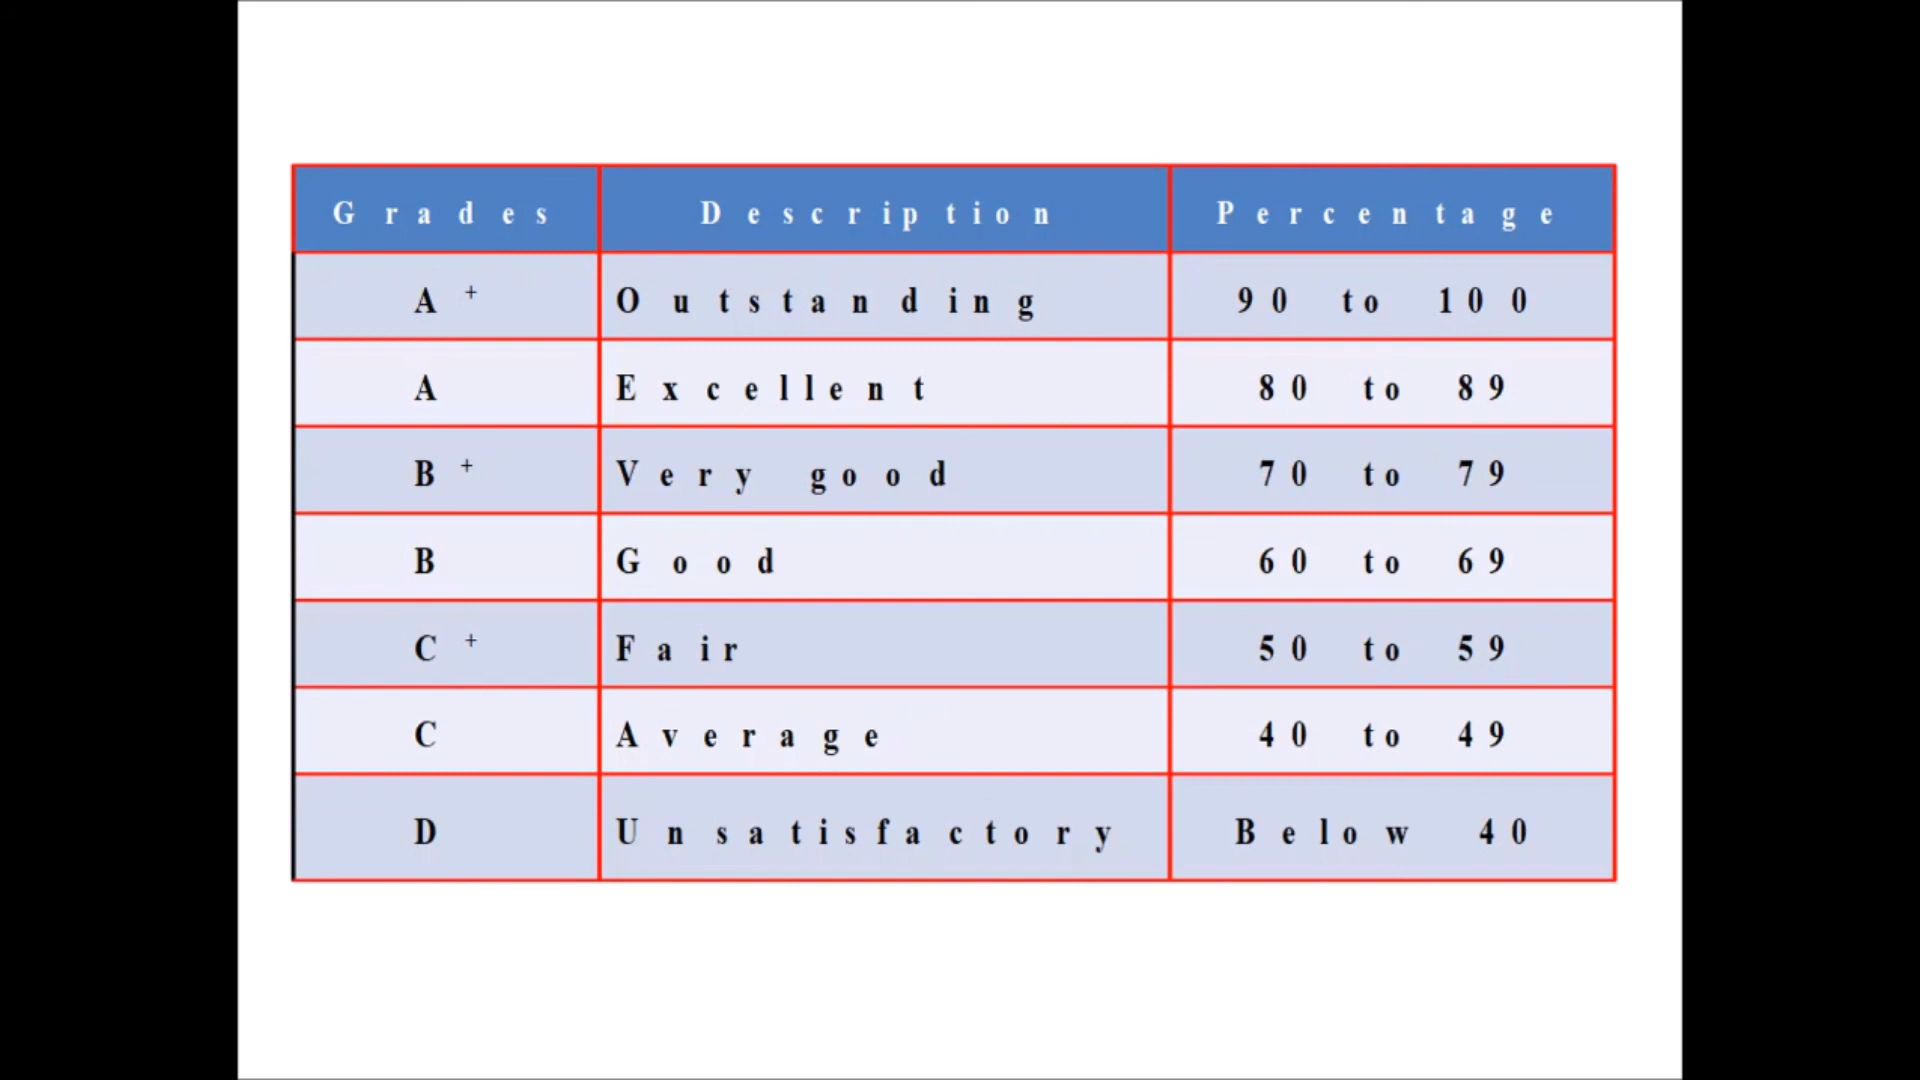 Grades Description Percentage
A+ Outstanding 90 to 100
A Excellent 80 to 89
B+ Very good 70 to 79
B Good 60 to 69
C+ Fair 50 to 59
C Average 40 to 49
D Unsatisfactory Below 40